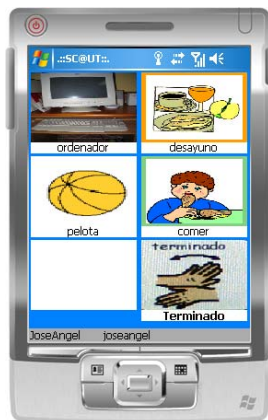 .::SC@UT::.
ordenador
desayuno
pelota
comer
terminado
Terminado
JoseAngel joseangel